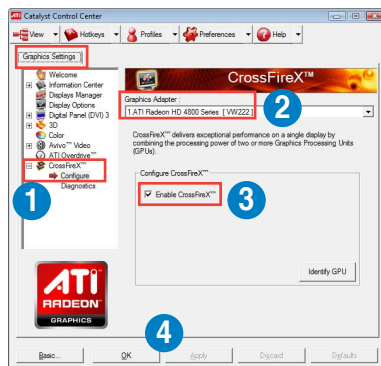 Catalyst Control Center
View
Hotkeys
Profiles
Preferences
Help
Graphics Settings
Welcome
Information Center
Displays Manager
Display Options
Digital Panel (DVI) 3
3D
Color
Avivo™ Video
ATI Overdrive™
CrossFireX™
Configure
Diagnostics
1
ATI
RADEON
GRAPHICS
CrossFireX™
Graphics Adapter :
1.ATI Radeon HD 4800 Series [ VW222 ]
2
CrossFireX™ delivers exceptional performance on a single display by
combining the processing power of two or more Graphics Processing Units
(GPUs).
Configure CrossFireX™
Enable CrossFireX™
3
Identify GPU
4
Basic...
OK
Apply
Discard
Defaults